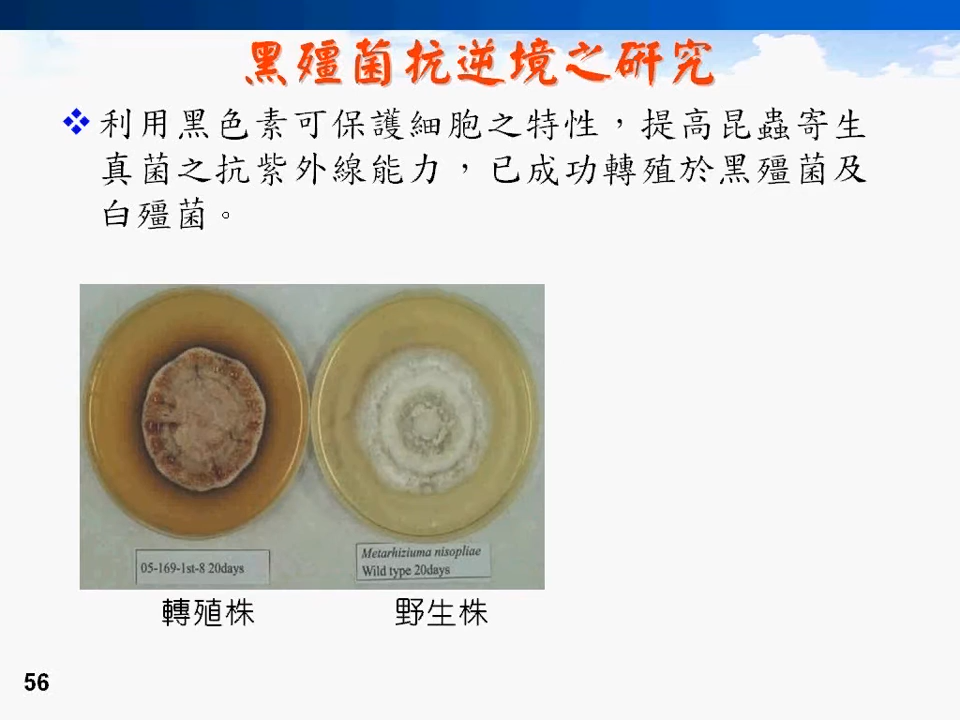 黑殭菌抗逆境之研究
❖利用黑色素可保護細胞之特性，提高昆蟲寄生
真菌之抗紫外線能力，已成功轉殖於黑殭菌及
白殭菌。
05-169-1st-8 20days
Metarhiziuma nisopliae
Wild type 20days
轉殖株
野生株
56